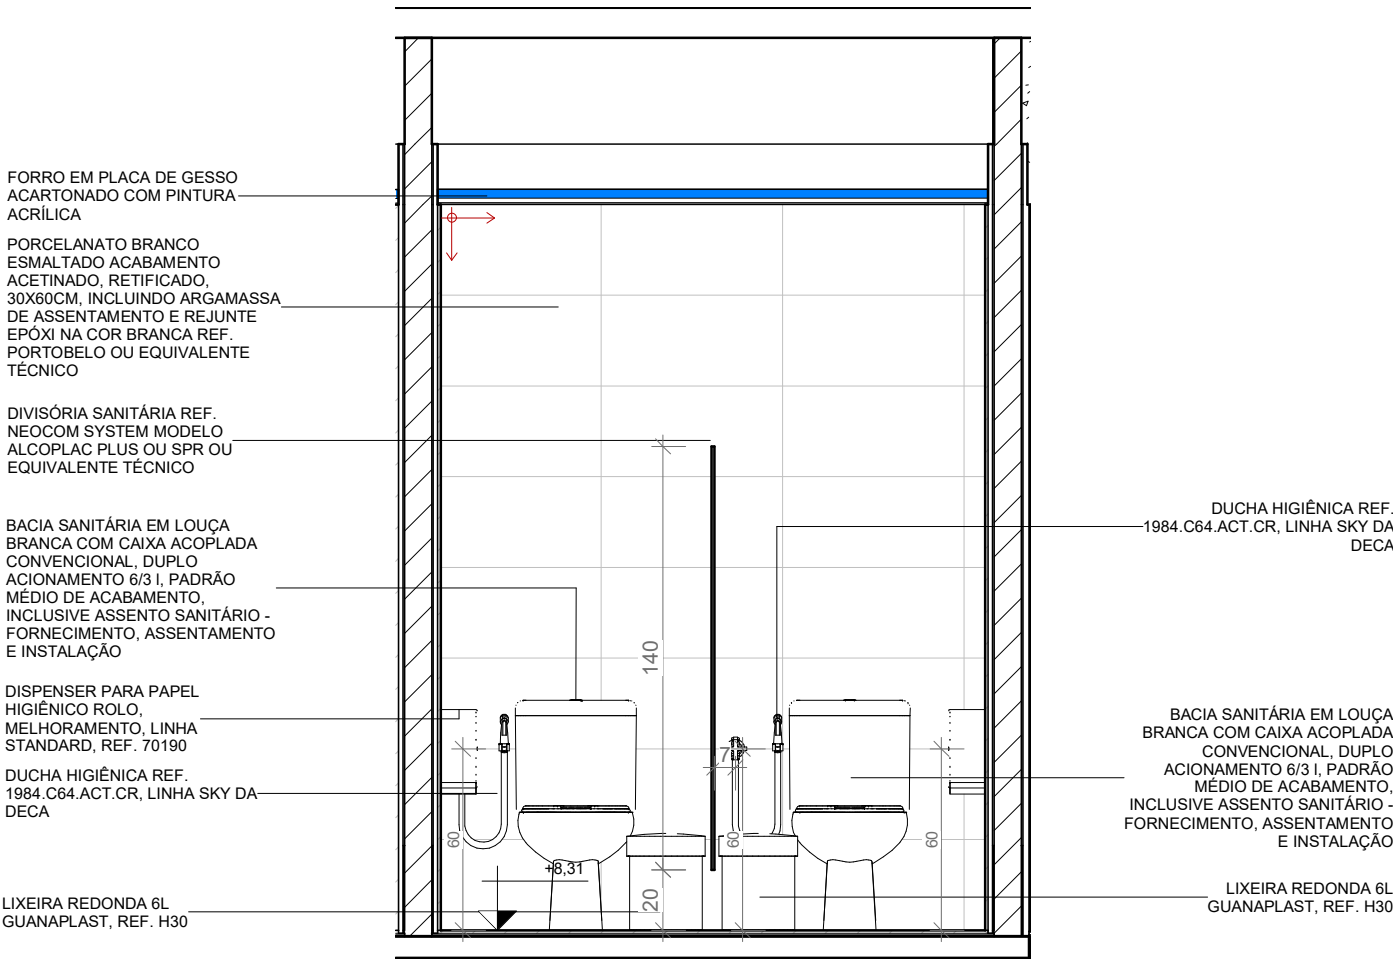 FORRO EM PLACA DE GESSO
ACARTONADO COM PINTURA
ACRÍLICA
PORCELANATO BRANCO
ESMALTADO ACABAMENTO
ACETINADO, RETIFICADO,
30X60CM, INCLUINDO ARGAMASSA
DE ASSENTAMENTO E REJUNTE
EPÓXI NA COR BRANCA REF.
PORTOBELO OU EQUIVALENTE
TÉCNICO
DIVISÓRIA SANITÁRIA REF.
NEOCOM SYSTEM MODELO
ALCOPLAC PLUS OU SPR OU
EQUIVALENTE TÉCNICO
BACIA SANITÁRIA EM LOUÇA
BRANCA COM CAIXA ACOPLADA
CONVENCIONAL, DUPLO
ACIONAMENTO 6/3 l, PADRÃO
MÉDIO DE ACABAMENTO,
INCLUSIVE ASSENTO SANITÁRIO -
FORNECIMENTO, ASSENTAMENTO
E INSTALAÇÃO
DISPENSER PARA PAPEL
HIGIÊNICO ROLO,
MELHORAMENTO, LINHA
STANDARD, REF. 70190
DUCHA HIGIÊNICA REF.
1984.C64.ACT.CR, LINHA SKY DA
DECA
LIXEIRA REDONDA 6L
GUANAPLAST, REF. H30
140
7
60
60
60
+8,31
20
DUCHA HIGIÊNICA REF.
1984.C64.ACT.CR, LINHA SKY DA
DECA
BACIA SANITÁRIA EM LOUÇA
BRANCA COM CAIXA ACOPLADA
CONVENCIONAL, DUPLO
ACIONAMENTO 6/3 l, PADRÃO
MÉDIO DE ACABAMENTO,
INCLUSIVE ASSENTO SANITÁRIO -
FORNECIMENTO, ASSENTAMENTO
E INSTALAÇÃO
LIXEIRA REDONDA 6L
GUANAPLAST, REF. H30